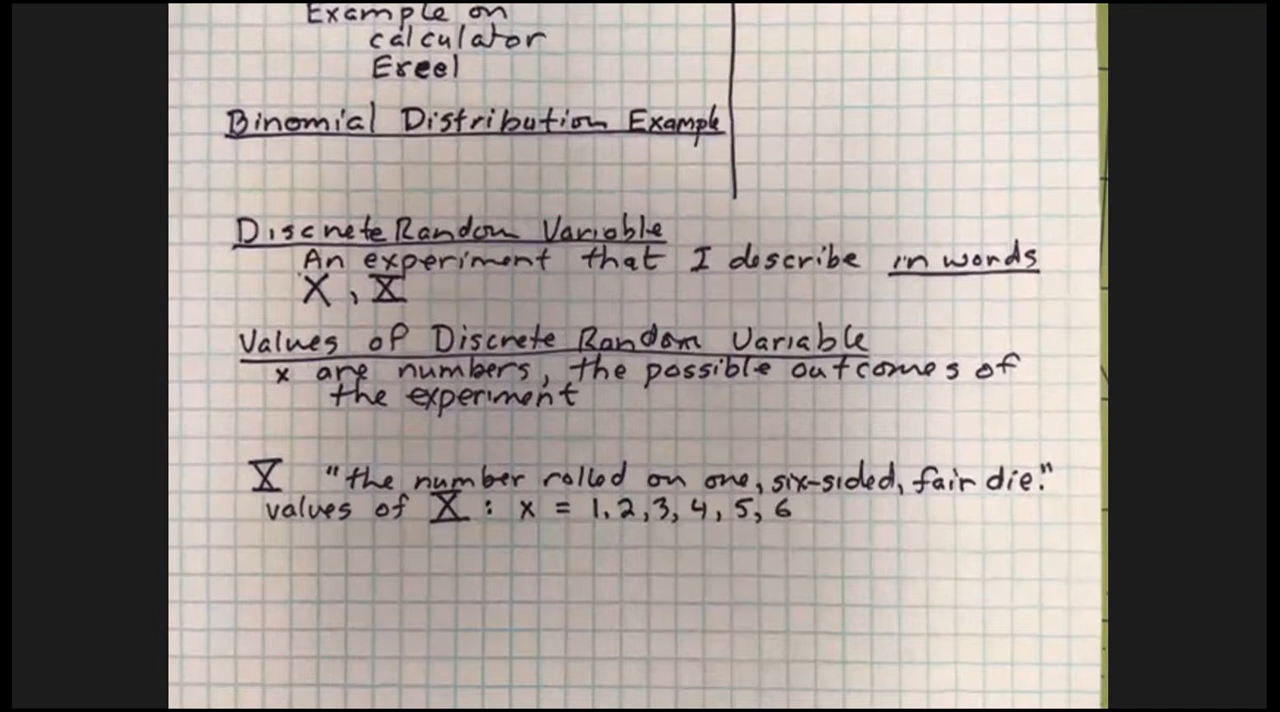 Example on
calculator
Excel
Binomial Distribution Example
Discrete Random Variable
An experiment that I describe in words
X, X
Values of Discrete Random Variable
x are numbers, the possible outcomes of
the experiment
X "the number rolled on one, six-sided, fair die."
values of X : x = 1, 2, 3, 4, 5, 6